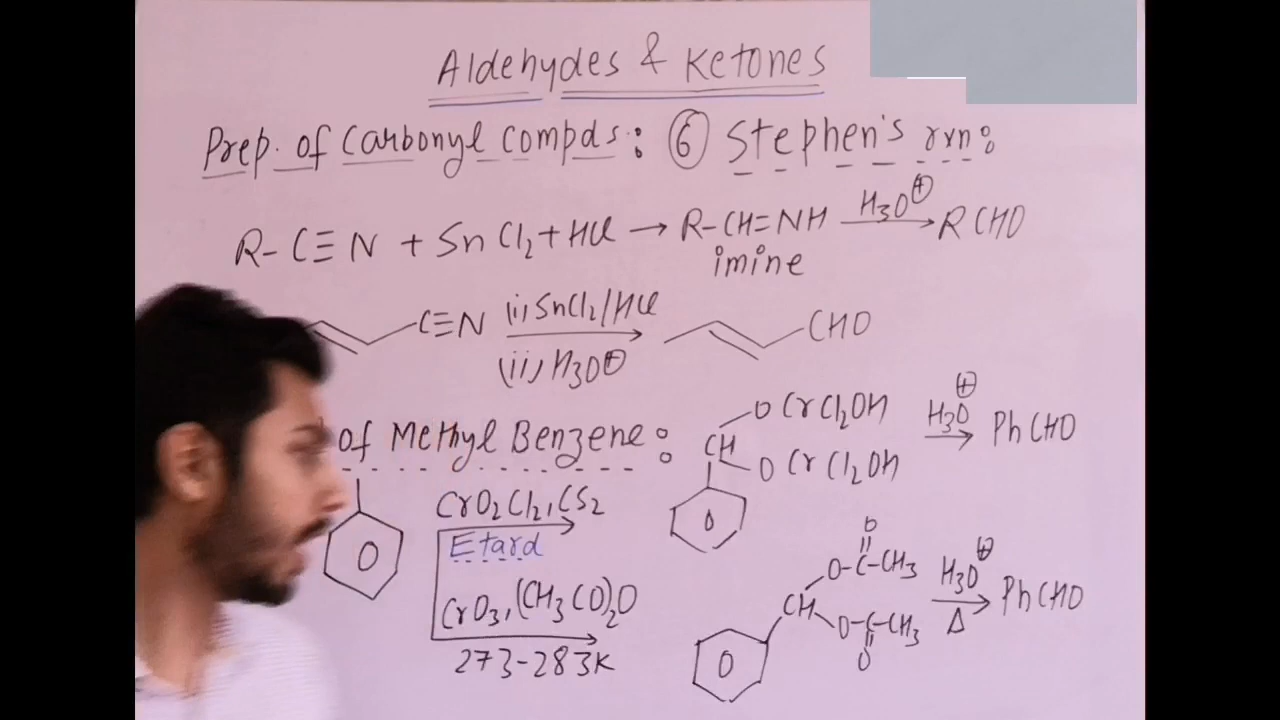 Aldehydes & Ketones
Prep. of Carbonyl Compds: ⑥ Stephen's rxn:
R-C≡N + SnCl₂ + HCl → R-CH=NH H₃O⊕ → RCHO
imine
C≡N (i) SnCl₂/HCl CHO
(ii) H₃O⊕
of Methyl Benzene:
CH OCrCl₂OH OCrCl₂OH H₃O⊕ → PhCHO
CrO₂Cl₂, CS₂
Etard
CrO₃, (CH₃CO)₂O
273-283K
CH O-C-CH₃ O O-C-CH₃ O H₃O⊕ → Δ PhCHO